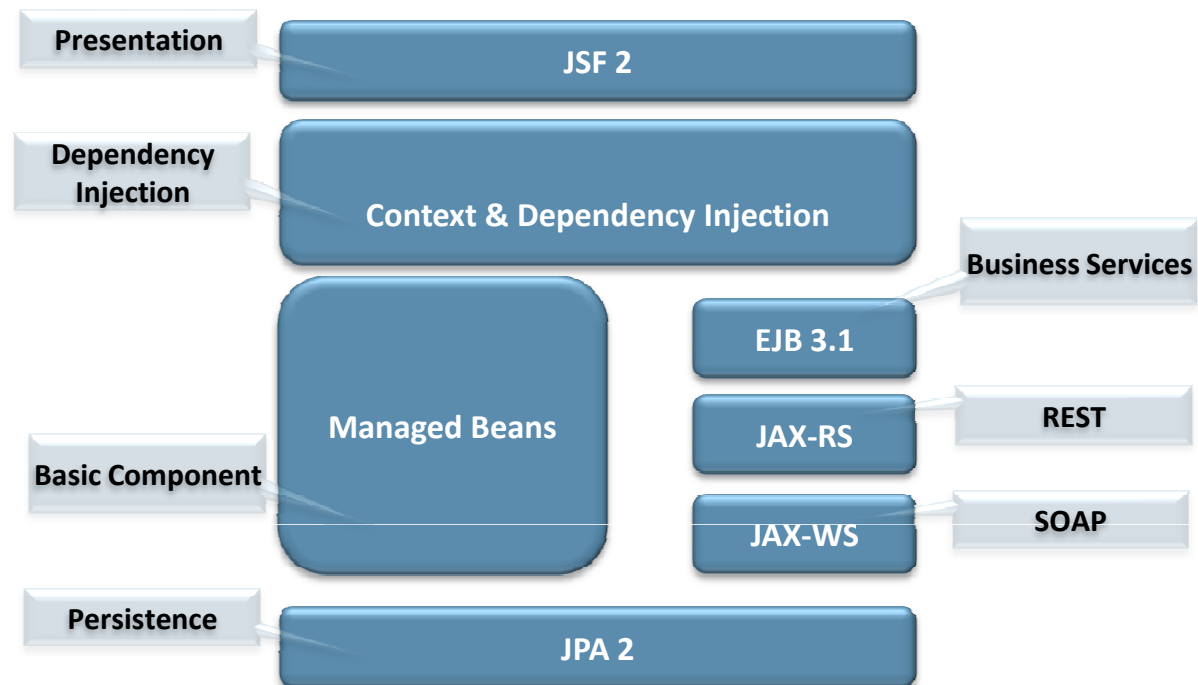 Presentation
JSF 2
Dependency
Injection
Context & Dependency Injection
Business Services
EJB 3.1
Managed Beans
JAX-RS
REST
Basic Component
JAX-WS
SOAP
Persistence
JPA 2